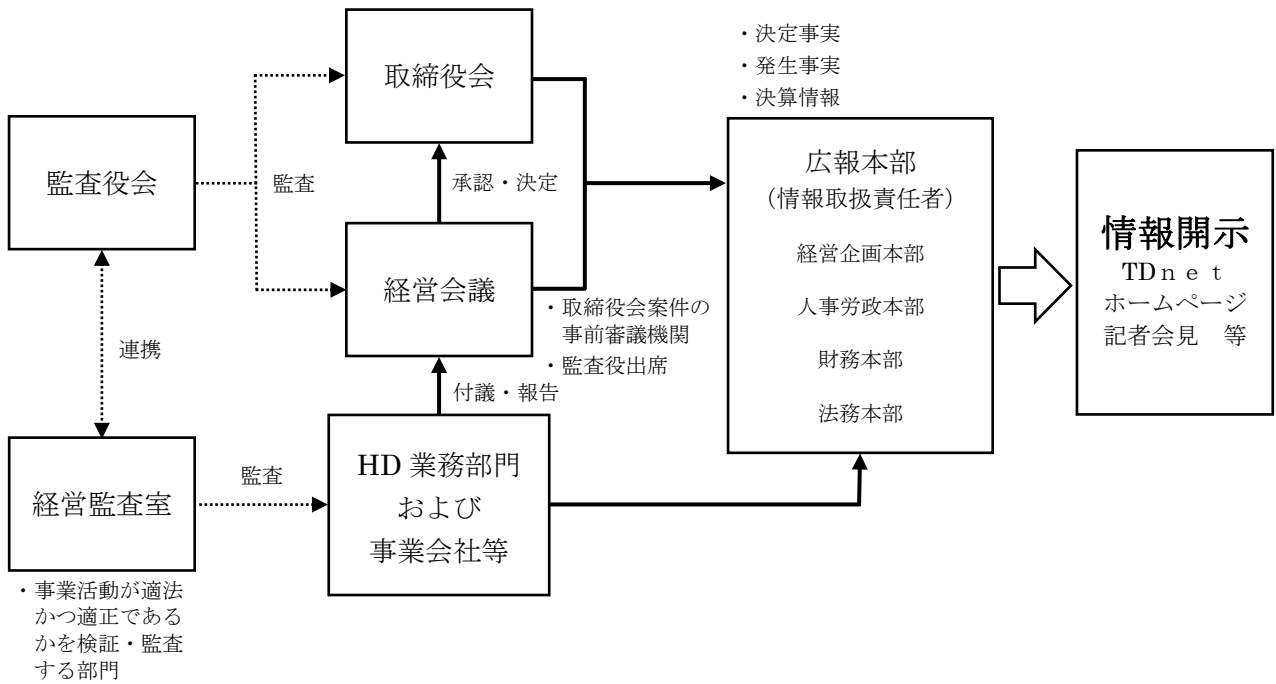 取締役会
・決定事実
・発生事実
・決算情報
監査役会
監査
承認・決定
広報本部
(情報取扱責任者)
経営企画本部
人事労政本部
財務本部
法務本部
情報開示
TDnet
ホームページ
記者会見 等
経営会議
・取締役会案件の
事前審議機関
・監査役出席
連携
付議・報告
経営監査室
監査
HD 業務部門
および
事業会社等
・事業活動が適法
かつ適正である
かを検証・監査
する部門